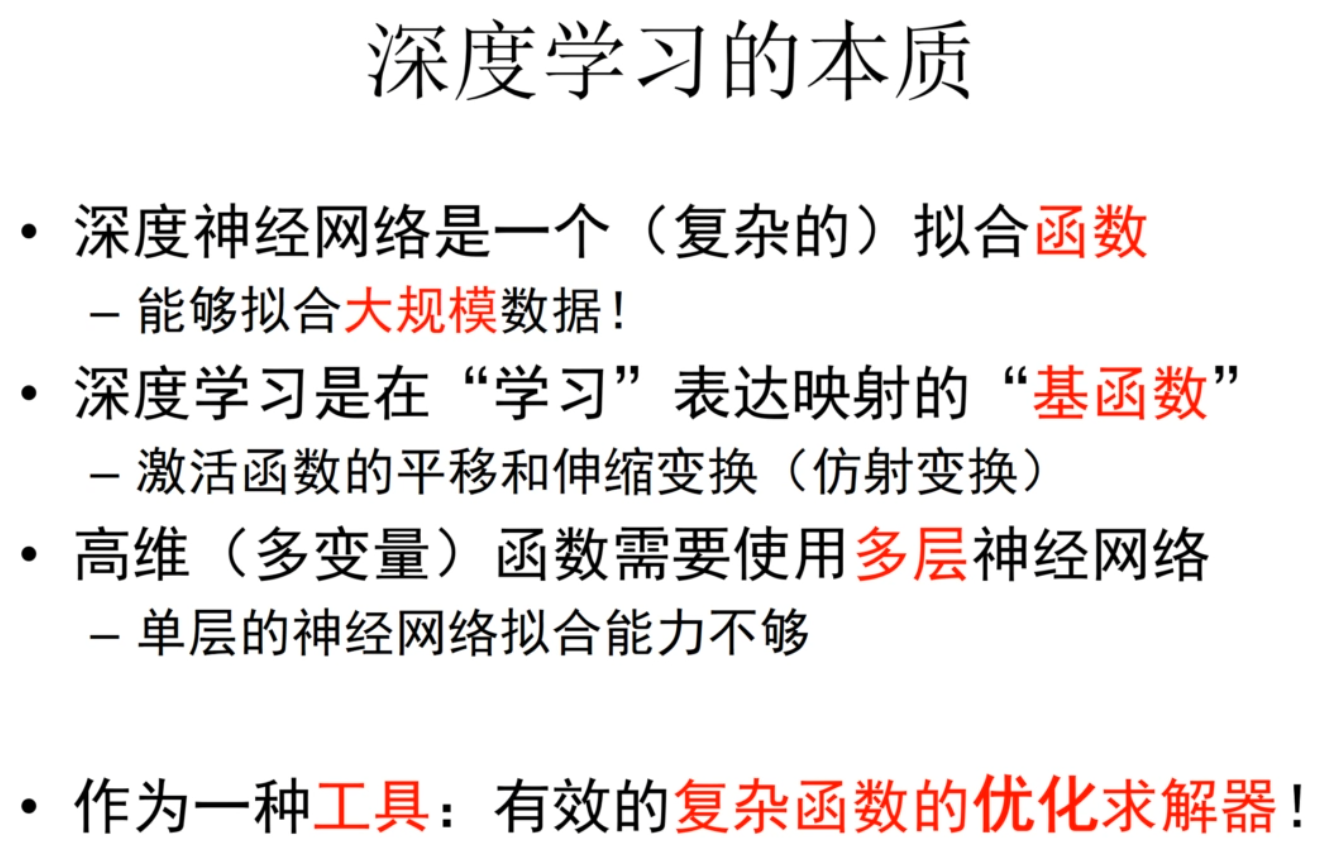 深度学习的本质
• 深度神经网络是一个（复杂的）拟合函数
– 能够拟合大规模数据！
• 深度学习是在“学习”表达映射的“基函数”
– 激活函数的平移和伸缩变换（仿射变换）
• 高维（多变量）函数需要使用多层神经网络
– 单层的神经网络拟合能力不够
• 作为一种工具：有效的复杂函数的优化求解器！